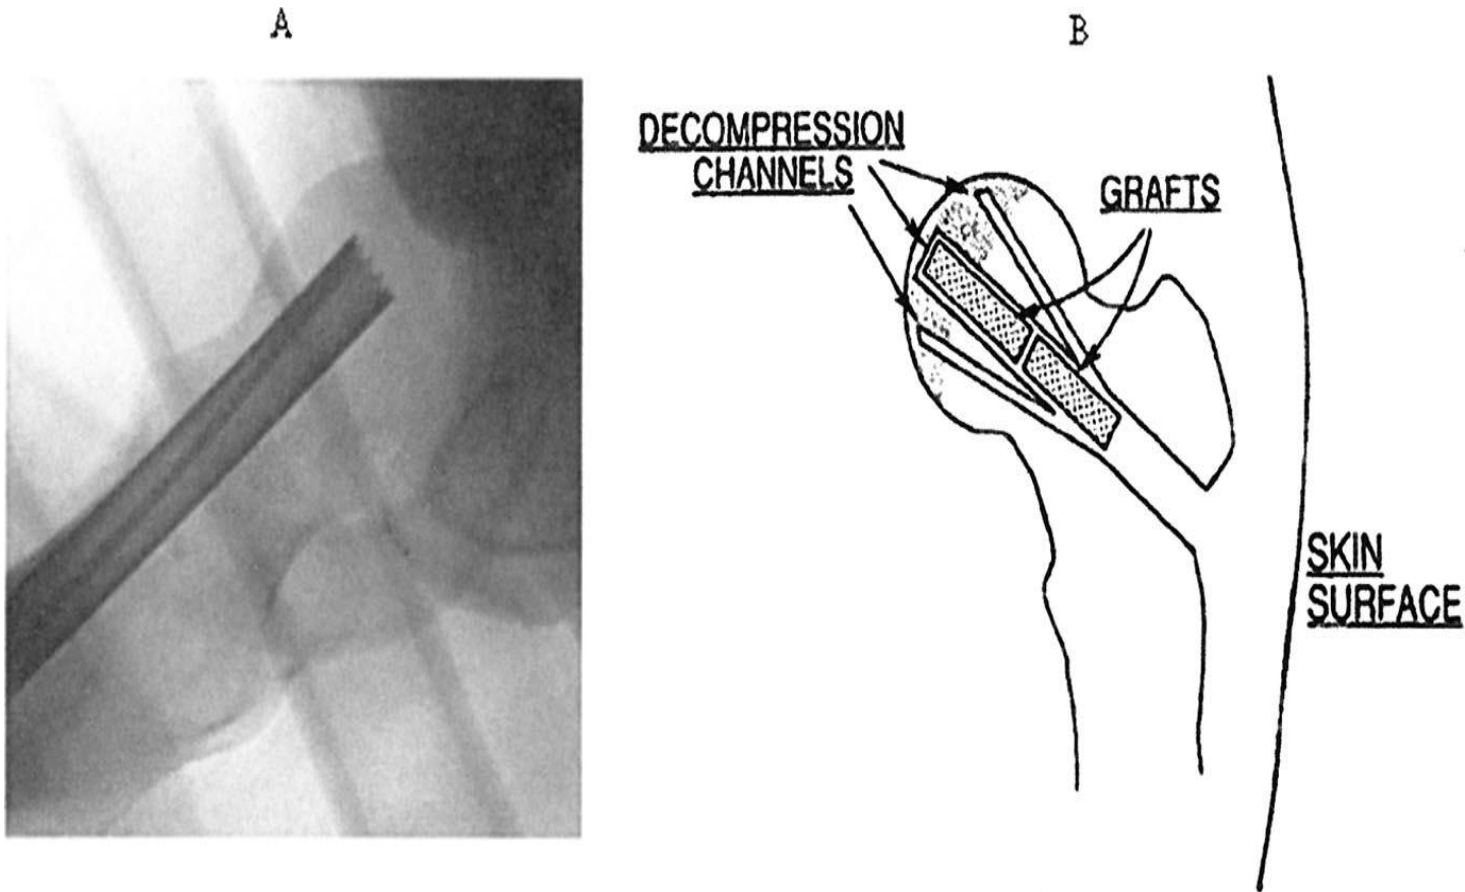 A
B
DECOMPRESSION
CHANNELS
GRAFTS
SKIN
SURFACE